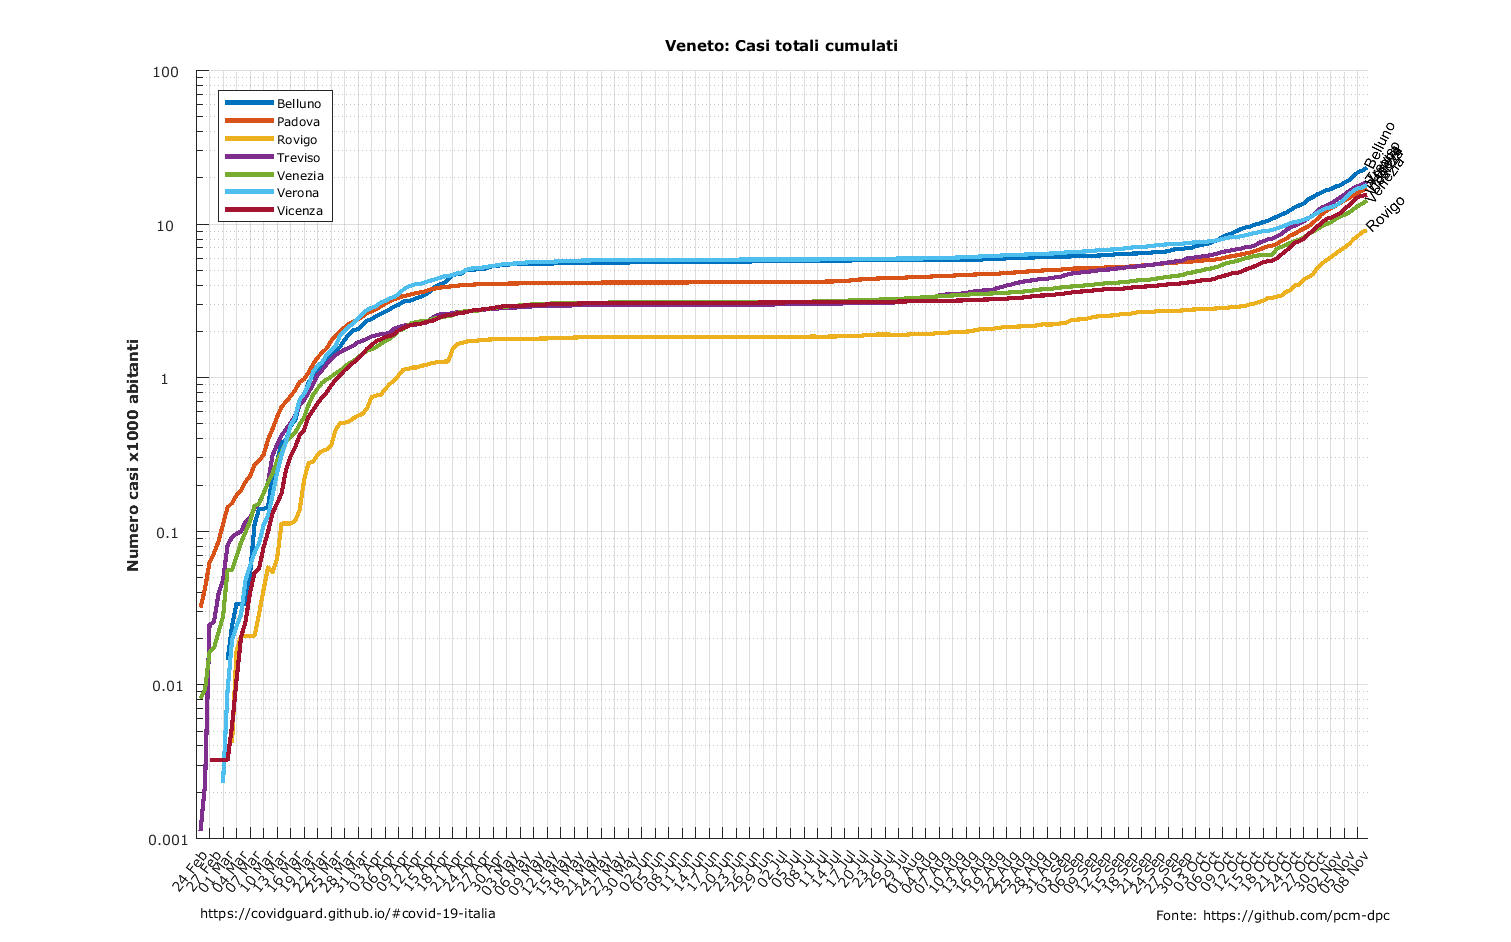 Veneto: Casi totali cumulati
100
10
1
0.1
0.01
0.001
Numero casi x1000 abitanti
Belluno
Padova
Rovigo
Treviso
Venezia
Verona
Vicenza
Belluno
Treviso
Venezia
Rovigo
24 Feb
27 Feb
01 Mar
04 Mar
07 Mar
10 Mar
13 Mar
16 Mar
19 Mar
22 Mar
25 Mar
28 Mar
31 Mar
03 Apr
06 Apr
09 Apr
12 Apr
15 Apr
18 Apr
21 Apr
24 Apr
27 Apr
30 Apr
03 May
06 May
09 May
12 May
15 May
18 May
21 May
24 May
27 May
30 May
02 Jun
05 Jun
08 Jun
11 Jun
14 Jun
17 Jun
20 Jun
23 Jun
26 Jun
29 Jun
02 Jul
05 Jul
08 Jul
11 Jul
14 Jul
17 Jul
20 Jul
23 Jul
26 Jul
29 Jul
01 Aug
04 Aug
07 Aug
10 Aug
13 Aug
16 Aug
19 Aug
22 Aug
25 Aug
28 Aug
31 Aug
03 Sep
06 Sep
09 Sep
12 Sep
15 Sep
18 Sep
21 Sep
24 Sep
27 Sep
30 Sep
03 Oct
06 Oct
09 Oct
12 Oct
15 Oct
18 Oct
21 Oct
24 Oct
27 Oct
30 Oct
02 Nov
05 Nov
08 Nov
https://covidguard.github.io/#covid-19-italia
Fonte: https://github.com/pcm-dpc